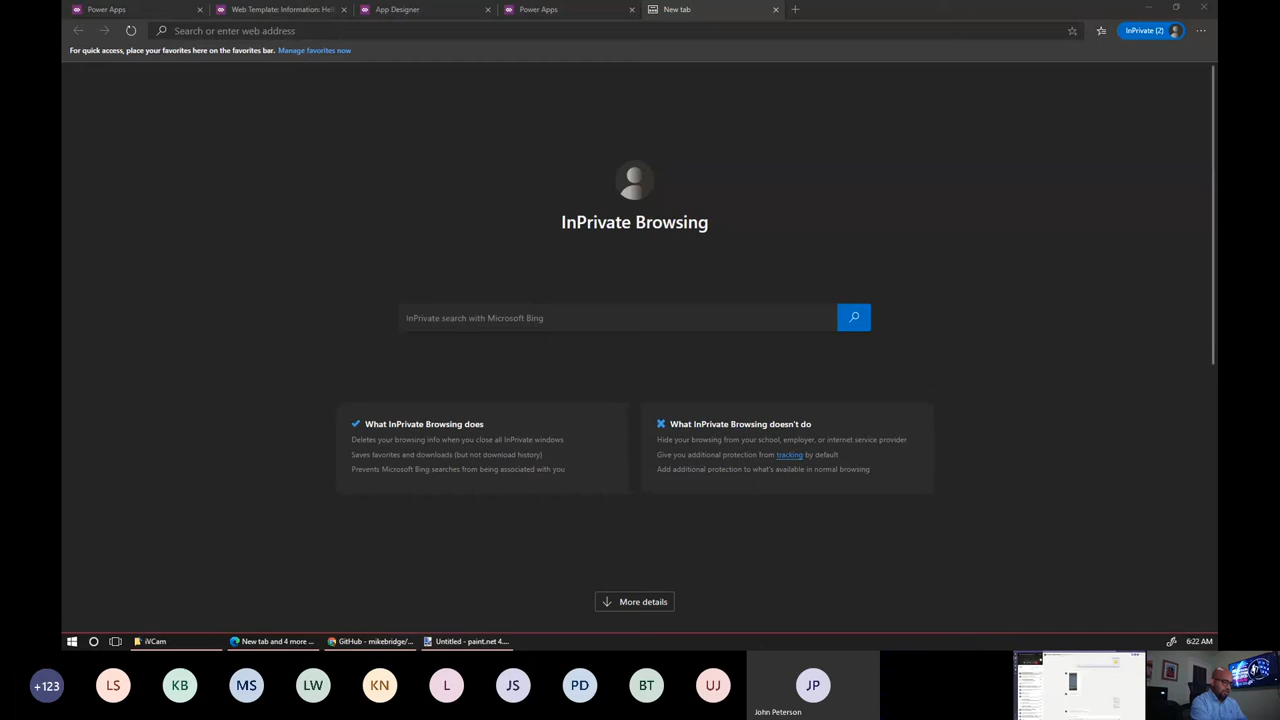 Power Apps
Web Template: Information: Hell
App Designer
Power Apps
New tab
Search or enter web address
InPrivate (2)
For quick access, place your favorites here on the favorites bar. Manage favorites now
InPrivate Browsing
InPrivate search with Microsoft Bing
What InPrivate Browsing does
Deletes your browsing info when you close all InPrivate windows
Saves favorites and downloads (but not download history)
Prevents Microsoft Bing searches from being associated with you
What InPrivate Browsing doesn't do
Hide your browsing from your school, employer, or internet service provider
Give you additional protection from tracking by default
Add additional protection to what's available in normal browsing
More details
iVCam
New tab and 4 more ...
GitHub - mikebridge/...
Untitled - paint.net 4....
6:22 AM
+123
LS
KB
MS
LW
KN
L
JS
PD
BT
UJ
JP
John Peterson